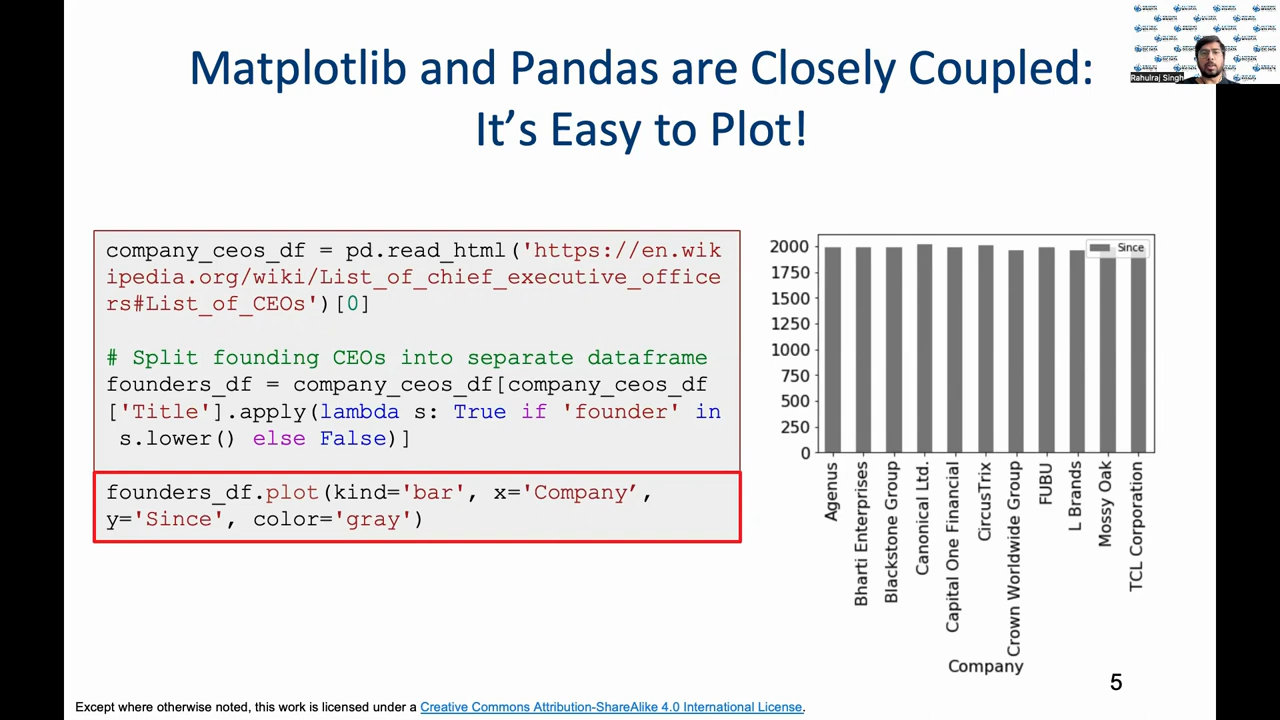 Matplotlib and Pandas are Closely Coupled:
It’s Easy to Plot!
Rahulraj Singh
company_ceos_df = pd.read_html('https://en.wik
ipedia.org/wiki/List_of_chief_executive_office
rs#List_of_CEOs')[0]
# Split founding CEOs into separate dataframe
founders_df = company_ceos_df[company_ceos_df
['Title'].apply(lambda s: True if 'founder' in
s.lower() else False)]
founders_df.plot(kind='bar', x='Company’,
y='Since', color='gray')
Since
2000
1750
1500
1250
1000
750
500
250
0
Agenus
Bharti Enterprises
Blackstone Group
Canonical Ltd.
Capital One Financial
CircusTrix
Crown Worldwide Group
FUBU
L Brands
Mossy Oak
TCL Corporation
Company
5
Except where otherwise noted, this work is licensed under a Creative Commons Attribution-ShareAlike 4.0 International License.